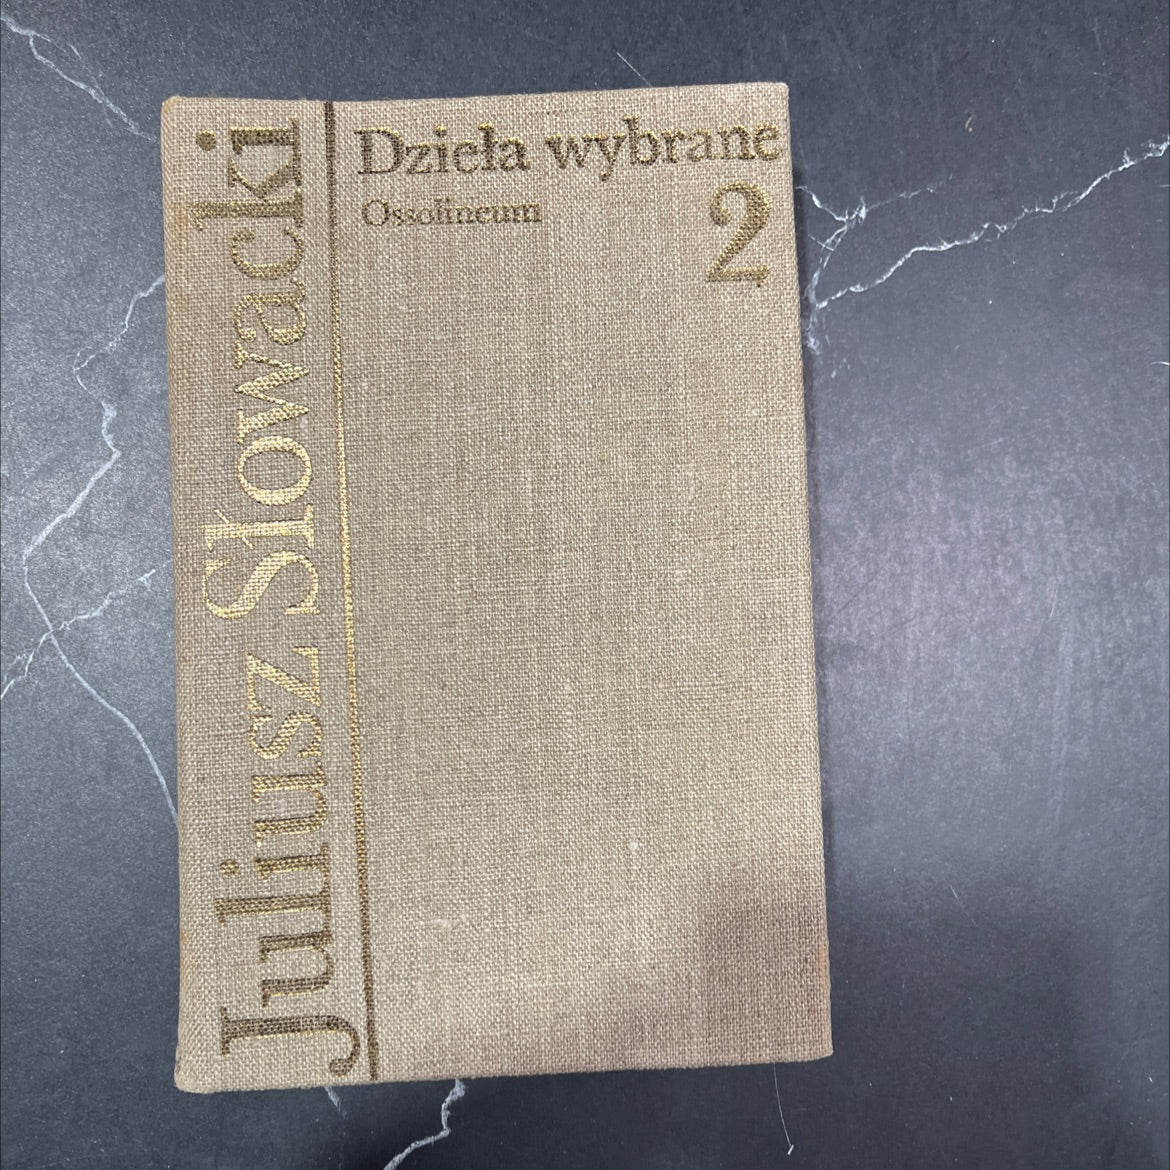 Juliusz Słowacki
Dzieła wybrane
Ossolineum
2